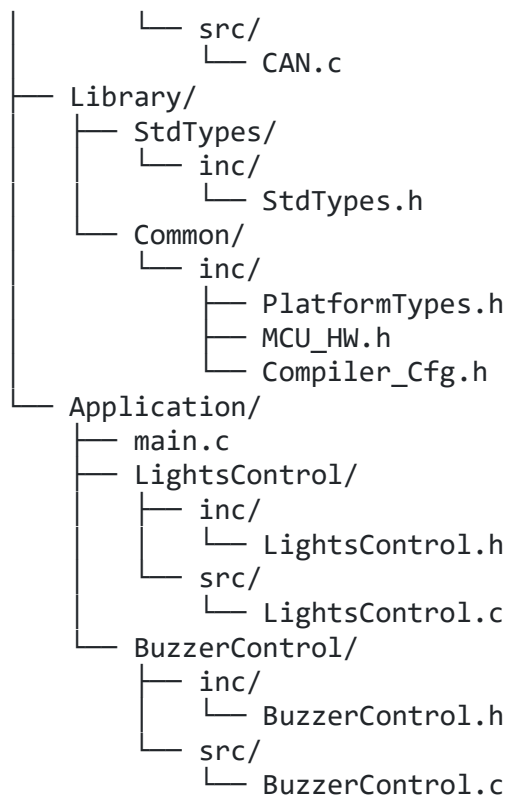 │       └── src/
│           └── CAN.c
├── Library/
│   ├── StdTypes/
│   │   └── inc/
│   │       └── StdTypes.h
│   └── Common/
│       └── inc/
│           ├── PlatformTypes.h
│           ├── MCU_HW.h
│           └── Compiler_Cfg.h
└── Application/
    ├── main.c
    ├── LightsControl/
    │   ├── inc/
    │   │   └── LightsControl.h
    │   └── src/
    │       └── LightsControl.c
    └── BuzzerControl/
        ├── inc/
        │   └── BuzzerControl.h
        └── src/
            └── BuzzerControl.c